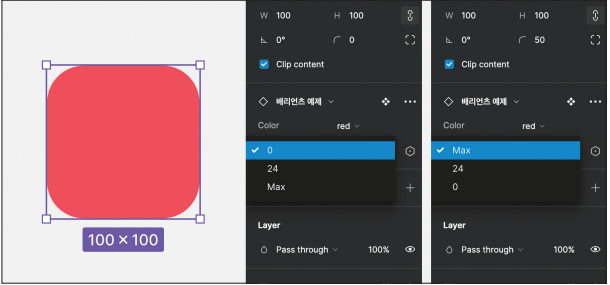 100 × 100
W 100 H 100
0° 0
Clip content
배리언츠 예제
Color red
0
24
Max
Layer
Pass through 100%
W 100 H 100
0° 50
Clip content
배리언츠 예제
Color red
Max
24
0
Layer
Pass through 100%